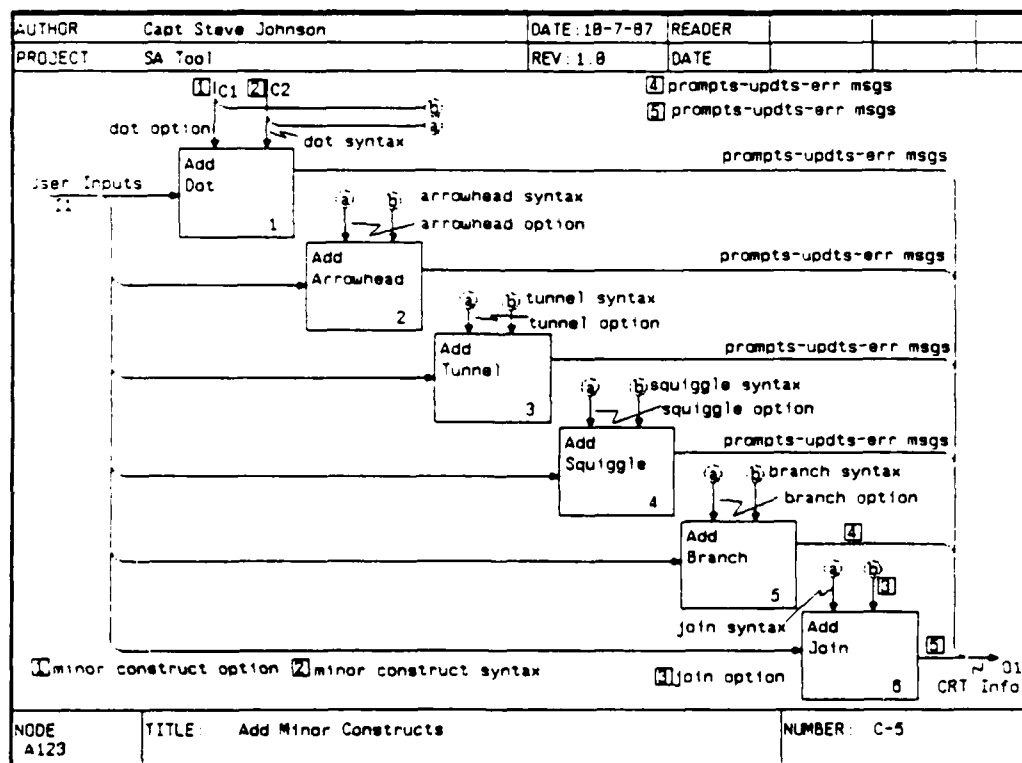 AUTHOR Capt Steve Johnson DATE:10-7-87 READER
PROJECT SA Tool REV:1.0 DATE
1 C1 2 C2 4 prompts-updts-err msgs
b 5 prompts-updts-err msgs
dot option a
dot syntax
Add Dot 1
prompts-updts-err msgs
User Inputs
I1
a b arrowhead syntax
arrowhead option
Add Arrowhead 2
prompts-updts-err msgs
a b tunnel syntax
tunnel option
Add Tunnel 3
prompts-updts-err msgs
a b squiggle syntax
squiggle option
Add Squiggle 4
prompts-updts-err msgs
a b branch syntax
branch option
Add Branch 5
4
a b
3
join syntax
Add Join 6
5
O1
CRT Info
1 minor construct option 2 minor construct syntax 3 join option
NODE TITLE: Add Minor Constructs NUMBER: C-5
A123